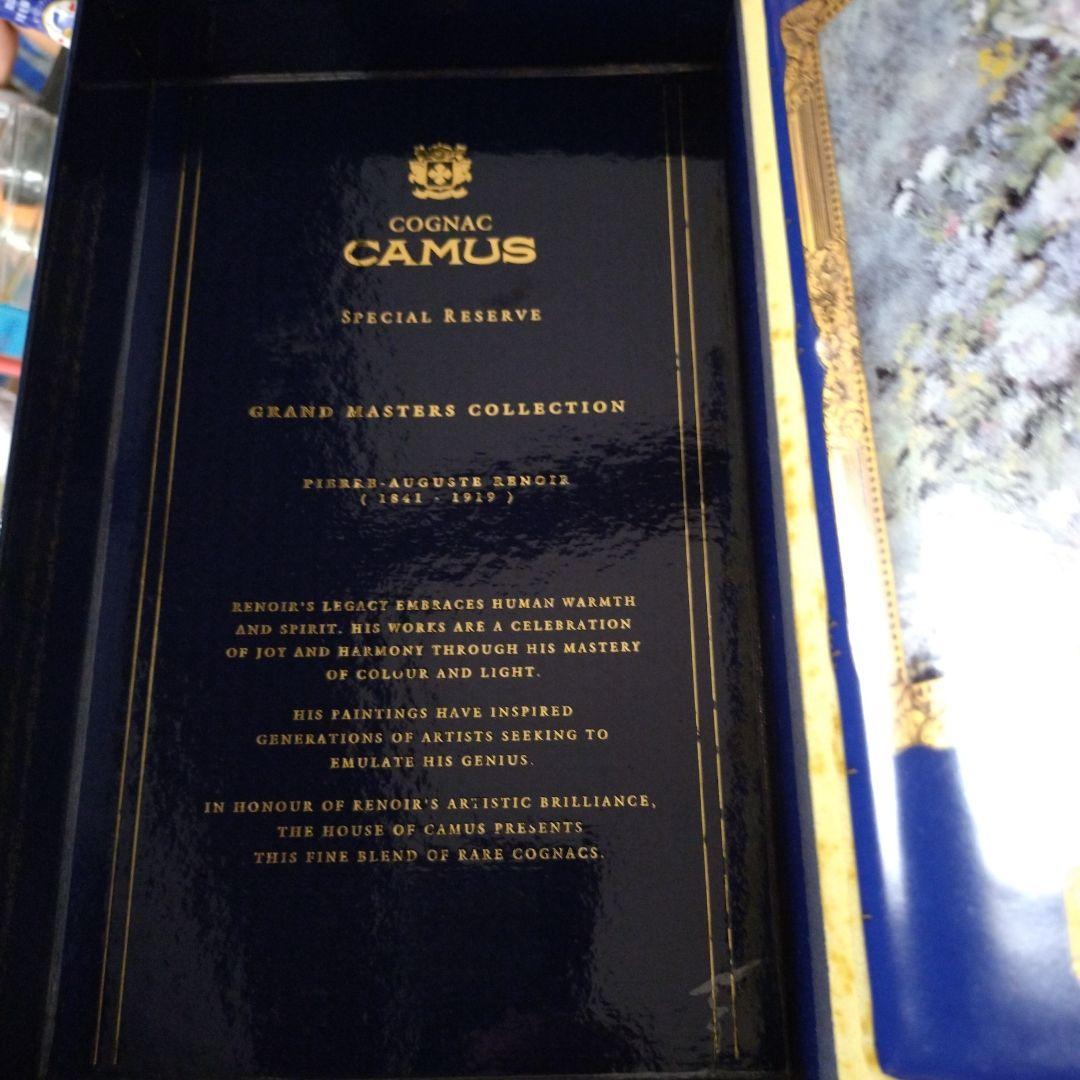 COGNAC
CAMUS
SPECIAL RESERVE
GRAND MASTERS COLLECTION
PIERRE-AUGUSTE RENOIR
( 1841 - 1919 )
RENOIR'S LEGACY EMBRACES HUMAN WARMTH
AND SPIRIT. HIS WORKS ARE A CELEBRATION
OF JOY AND HARMONY THROUGH HIS MASTERY
OF COLOUR AND LIGHT.
HIS PAINTINGS HAVE INSPIRED
GENERATIONS OF ARTISTS SEEKING TO
EMULATE HIS GENIUS.
IN HONOUR OF RENOIR'S ARTISTIC BRILLIANCE,
THE HOUSE OF CAMUS PRESENTS
THIS FINE BLEND OF RARE COGNACS.